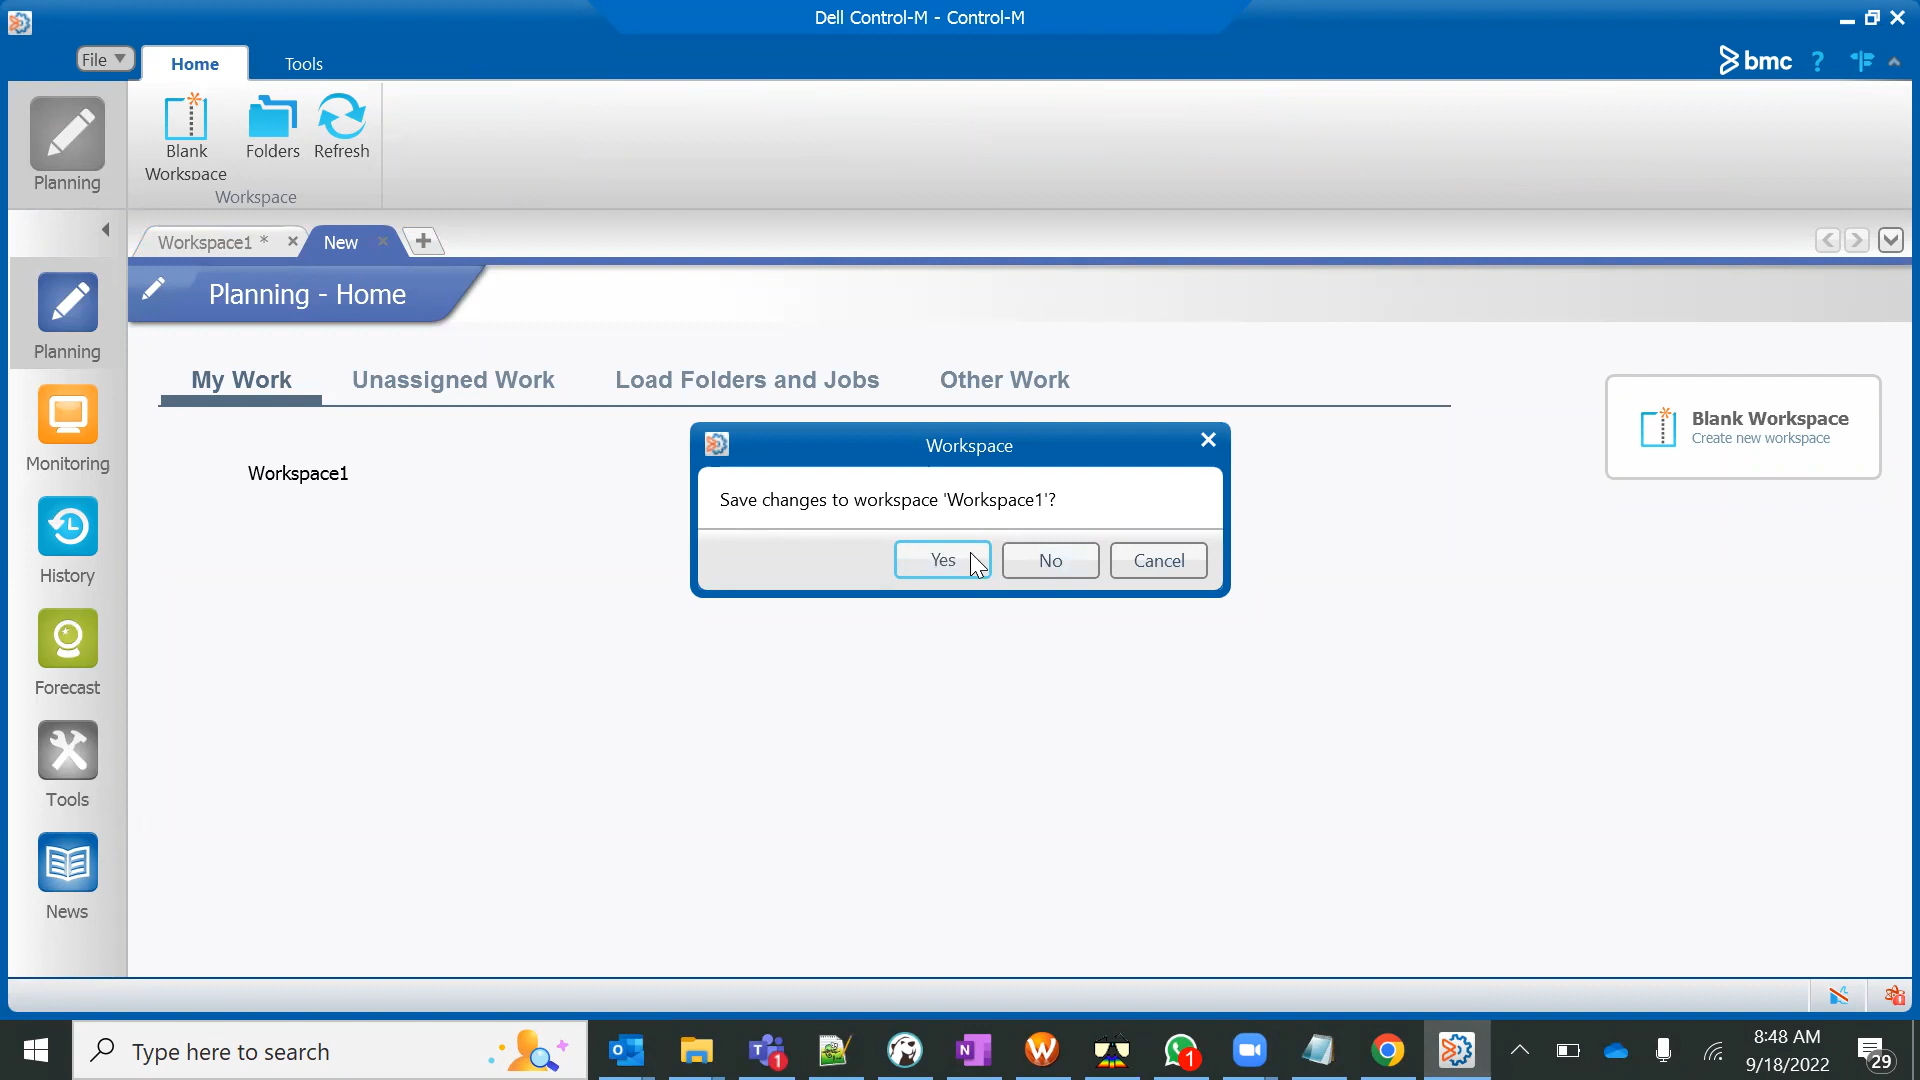 Dell Control-M - Control-M
File
Home
Tools
bmc
?
Planning
Blank
Workspace
Folders
Refresh
Workspace
Workspace1 *
New
Planning - Home
Planning
Monitoring
History
Forecast
Tools
News
My Work
Unassigned Work
Load Folders and Jobs
Other Work
Workspace1
Blank Workspace
Create new workspace
Workspace
Save changes to workspace 'Workspace1'?
Yes
No
Cancel
Type here to search
1
1
8:48 AM
9/18/2022
29